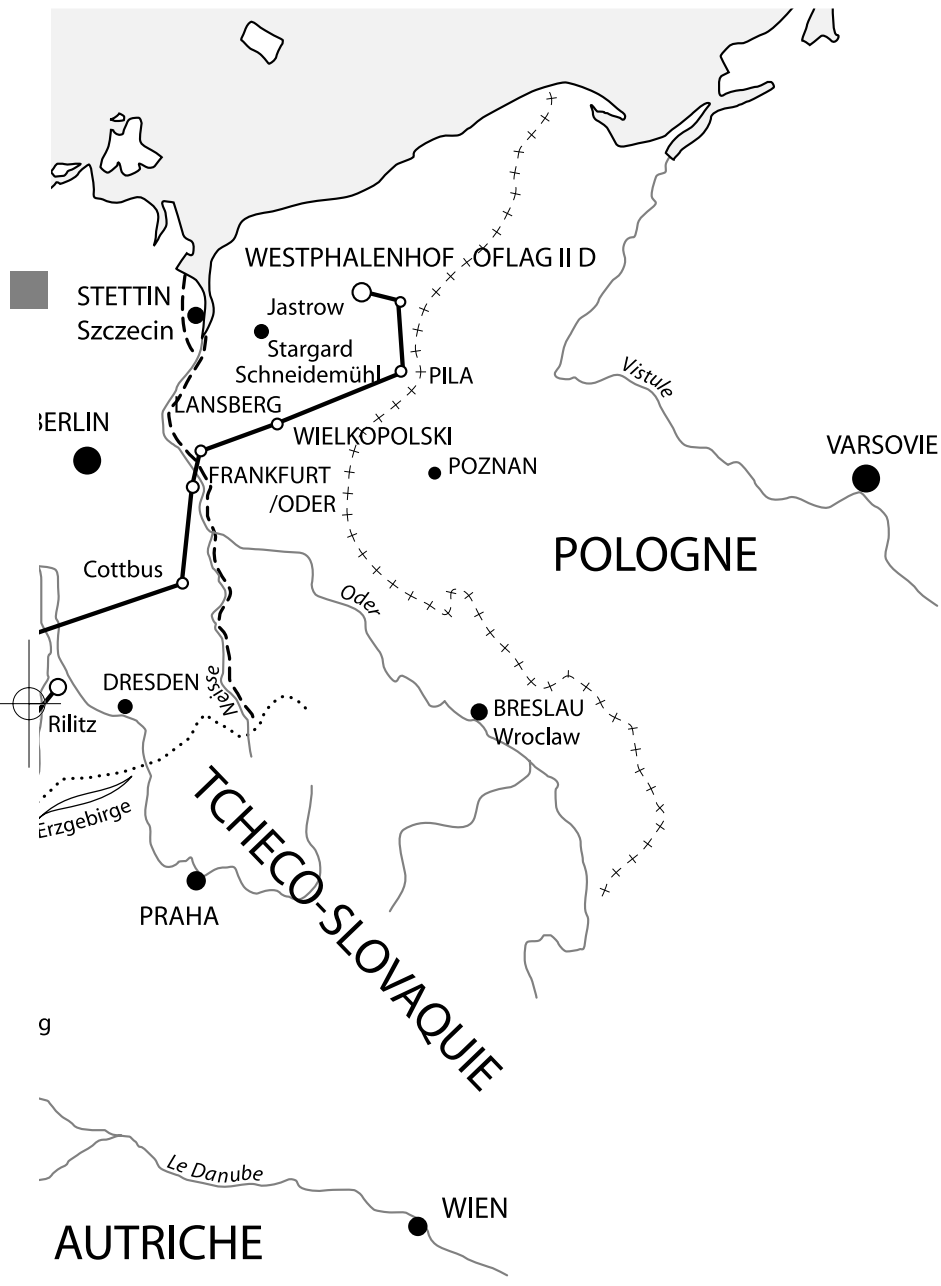 WESTPHALENHOF - OFLAG II D
STETTIN
Szczecin
Jastrow
Stargard
Schneidemühl
PILA
Vistule
LANSBERG
BERLIN
WIELKOPOLSKI
VARSOVIE
FRANKFURT
/ODER
POZNAN
POLOGNE
Cottbus
Oder
Neisse
DRESDEN
Rilitz
BRESLAU
Wroclaw
Erzgebirge
TCHECO-SLOVAQUIE
PRAHA
g
Le Danube
WIEN
AUTRICHE